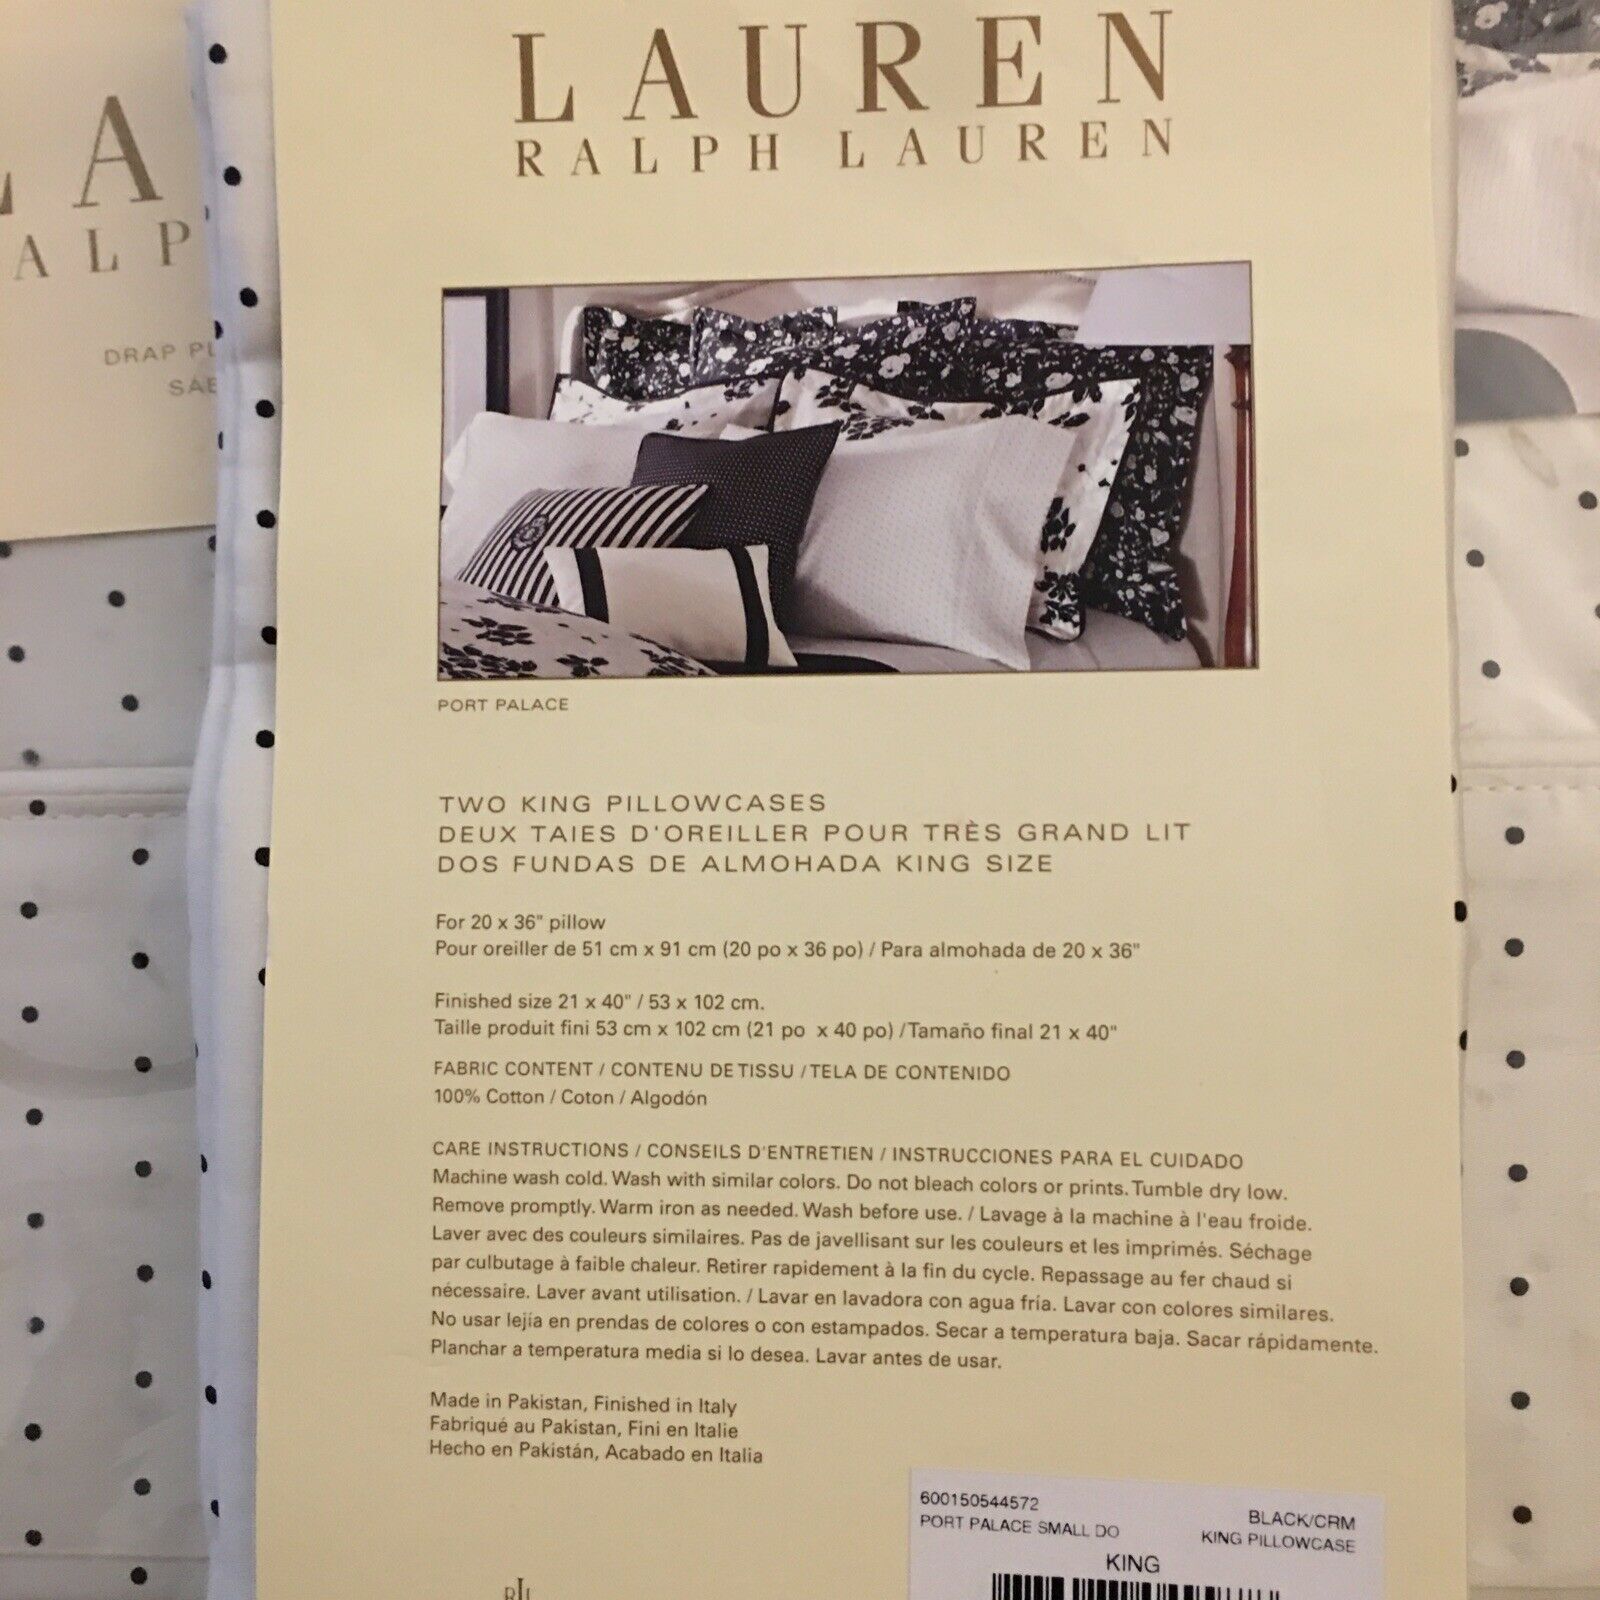 LAUREN
RALPH LAUREN
LA
ALP
DRAP
PORT PALACE
TWO KING PILLOWCASES
DEUX TAIES D'OREILLER POUR TRÈS GRAND LIT
DOS FUNDAS DE ALMOHADA KING SIZE
For 20 x 36" pillow
Pour oreiller de 51 cm x 91 cm (20 po x 36 po) / Para almohada de 20 x 36"
Finished size 21 x 40" / 53 x 102 cm.
Taille produit fini 53 cm x 102 cm (21 po x 40 po) / Tamaño final 21 x 40"
FABRIC CONTENT / CONTENU DE TISSU / TELA DE CONTENIDO
100% Cotton / Coton / Algodón
CARE INSTRUCTIONS / CONSEILS D'ENTRETIEN / INSTRUCCIONES PARA EL CUIDADO
Machine wash cold. Wash with similar colors. Do not bleach colors or prints. Tumble dry low.
Remove promptly. Warm iron as needed. Wash before use. / Lavage à la machine à l'eau froide.
Laver avec des couleurs similaires. Pas de javellisant sur les couleurs et les imprimés. Séchage
par culbutage à faible chaleur. Retirer rapidement à la fin du cycle. Repassage au fer chaud si
nécessaire. Laver avant utilisation. / Lavar en lavadora con agua fría. Lavar con colores similares.
No usar lejía en prendas de colores o con estampados. Secar a temperatura baja. Sacar rápidamente.
Planchar a temperatura media si lo desea. Lavar antes de usar.
Made in Pakistan, Finished in Italy
Fabriqué au Pakistan, Fini en Italie
Hecho en Pakistán, Acabado en Italia
600150544572
BLACK/CRM
PORT PALACE SMALL DO
KING PILLOWCASE
KING